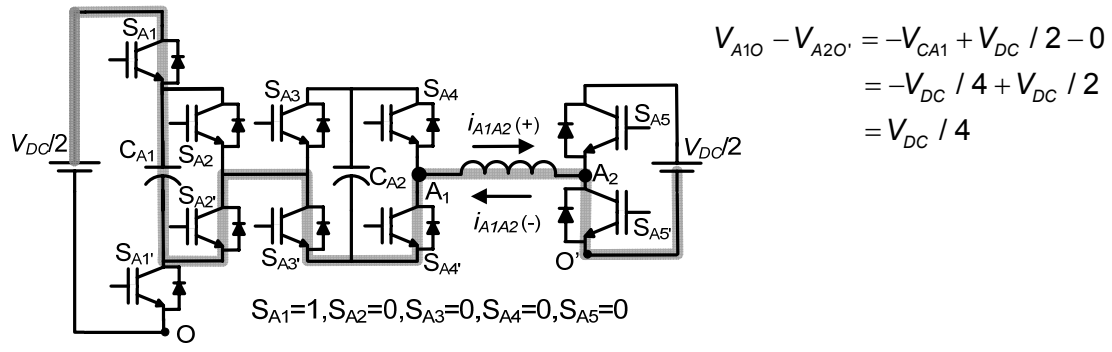 V_A1O – V_A2O' = –V_CA1 + V_DC / 2 – 0
= –V_DC / 4 + V_DC / 2
= V_DC / 4
S_A1
S_A3
S_A4
S_A5
i_A1A2(+)
V_DC/2
V_DC/2
C_A1
S_A2
C_A2
A_1
A_2
S_A2'
i_A1A2(-)
S_A5'
S_A1'
S_A3'
S_A4'
O'
S_A1=1,S_A2=0,S_A3=0,S_A4=0,S_A5=0
O